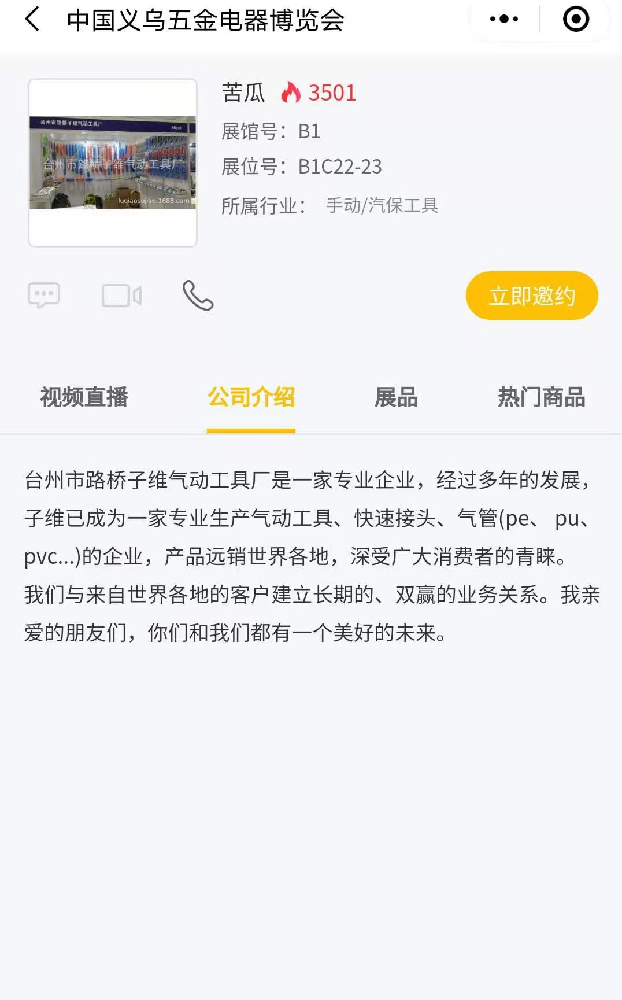 中国义乌五金电器博览会
苦瓜 3501
展馆号：B1
展位号：B1C22-23
所属行业： 手动/汽保工具
台州市路桥子维气动工具厂
台州市路桥子维气动工具厂
luqiaosujiao.1688.com
立即邀约
视频直播 公司介绍 展品 热门商品
台州市路桥子维气动工具厂是一家专业企业，经过多年的发展，
子维已成为一家专业生产气动工具、快速接头、气管(pe、 pu、
pvc...)的企业，产品远销世界各地，深受广大消费者的青睐。
我们与来自世界各地的客户建立长期的、双赢的业务关系。我亲
爱的朋友们，你们和我们都有一个美好的未来。